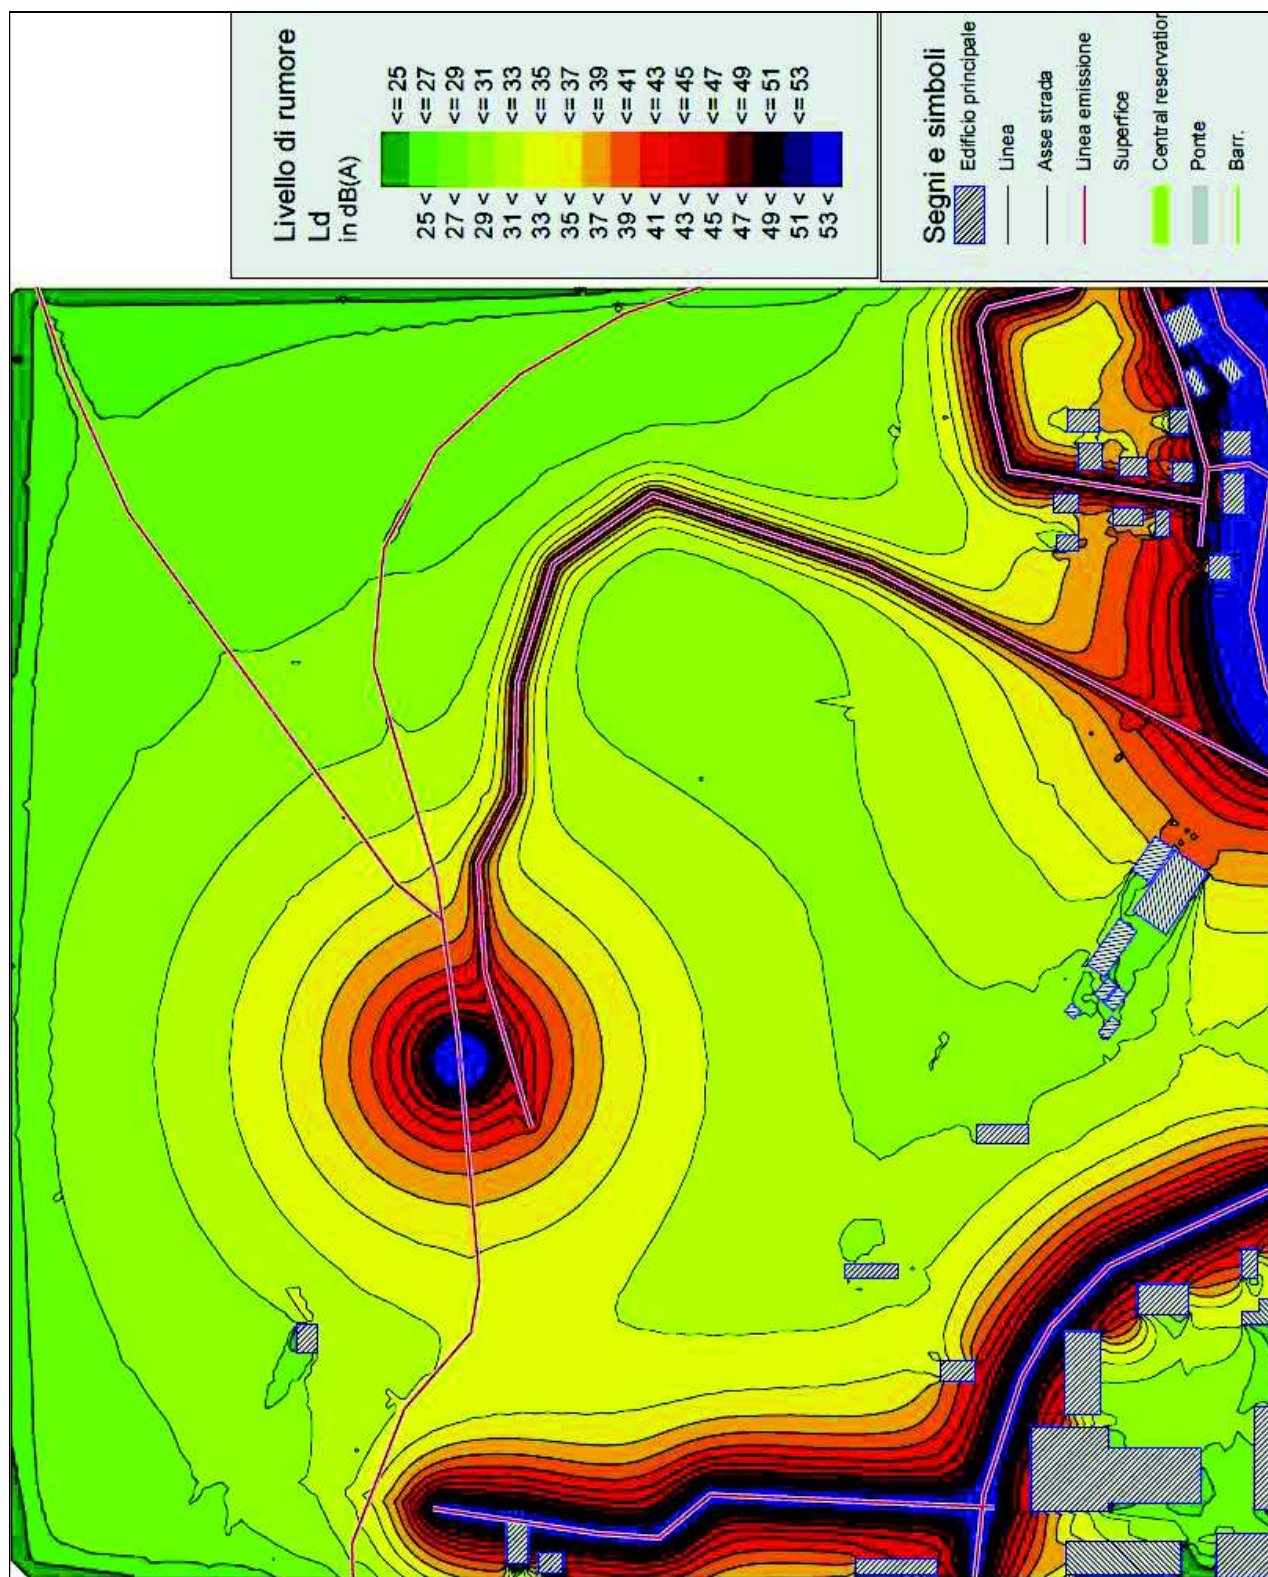 Livello di rumore
Ld
in dB(A)
<= 25
25 < <= 27
27 < <= 29
29 < <= 31
31 < <= 33
33 < <= 35
35 < <= 37
37 < <= 39
39 < <= 41
41 < <= 43
43 < <= 45
45 < <= 47
47 < <= 49
49 < <= 51
51 < <= 53
53 <
Segni e simboli
Edificio principale
Linea
Asse strada
Linea emissione
Superfice
Central reservation
Ponte
Barr.